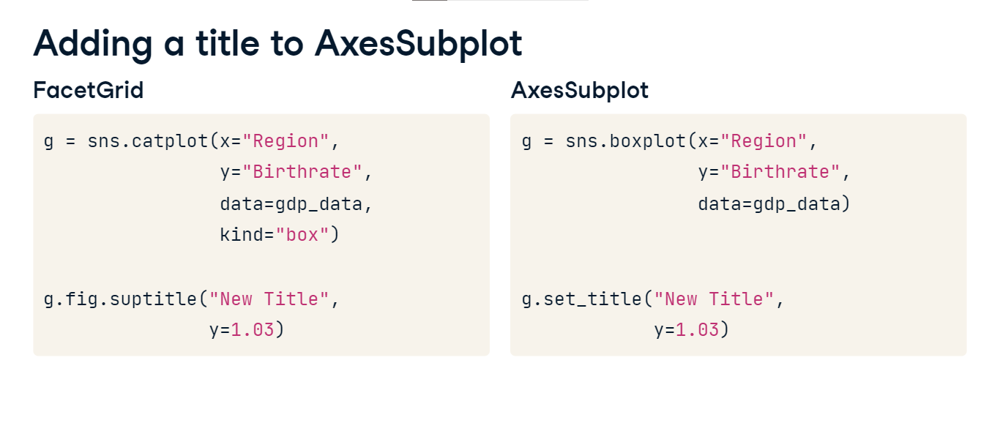 Adding a title to AxesSubplot
FacetGrid
g = sns.catplot(x="Region",
                y="Birthrate",
                data=gdp_data,
                kind="box")
g.fig.suptitle("New Title",
               y=1.03)
AxesSubplot
g = sns.boxplot(x="Region",
                y="Birthrate",
                data=gdp_data)
g.set_title("New Title",
            y=1.03)